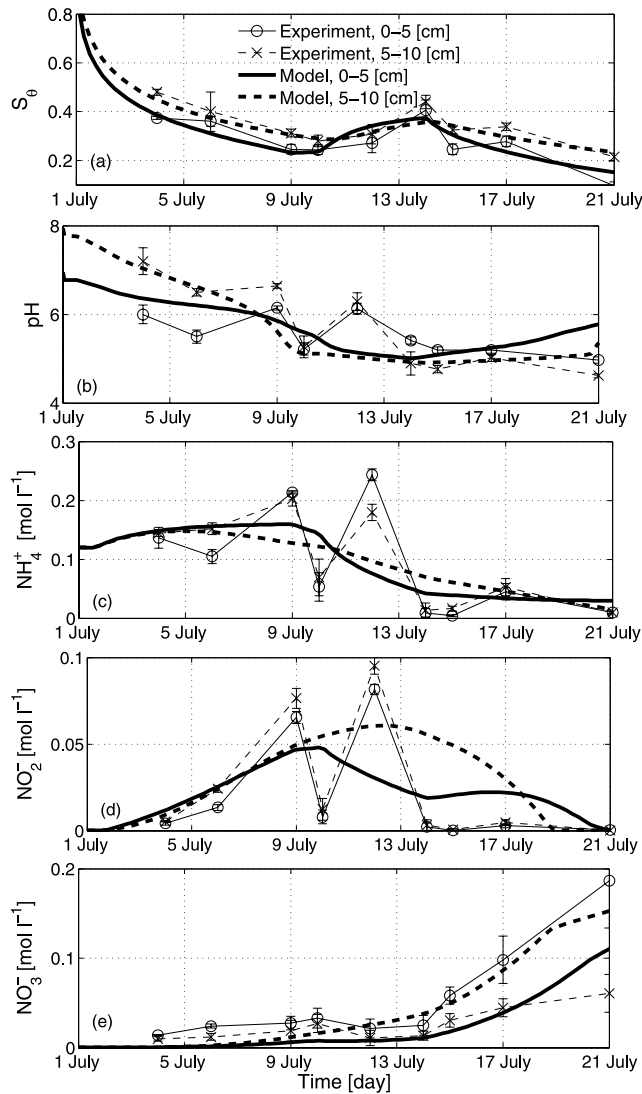 Experiment, 0–5 [cm]
Experiment, 5–10 [cm]
Model, 0–5 [cm]
Model, 5–10 [cm]
0.8
0.6
0.4
0.2
S_θ
(a)
1 July 5 July 9 July 13 July 17 July 21 July
8
6
4
pH
(b)
1 July 5 July 9 July 13 July 17 July 21 July
0.3
0.2
0.1
0
NH₄⁺ [mol l⁻¹]
(c)
1 July 5 July 9 July 13 July 17 July 21 July
0.1
0.05
0
NO₂⁻ [mol l⁻¹]
(d)
1 July 5 July 9 July 13 July 17 July 21 July
0.2
0.1
0
NO₃⁻ [mol l⁻¹]
(e)
1 July 5 July 9 July 13 July 17 July 21 July
Time [day]